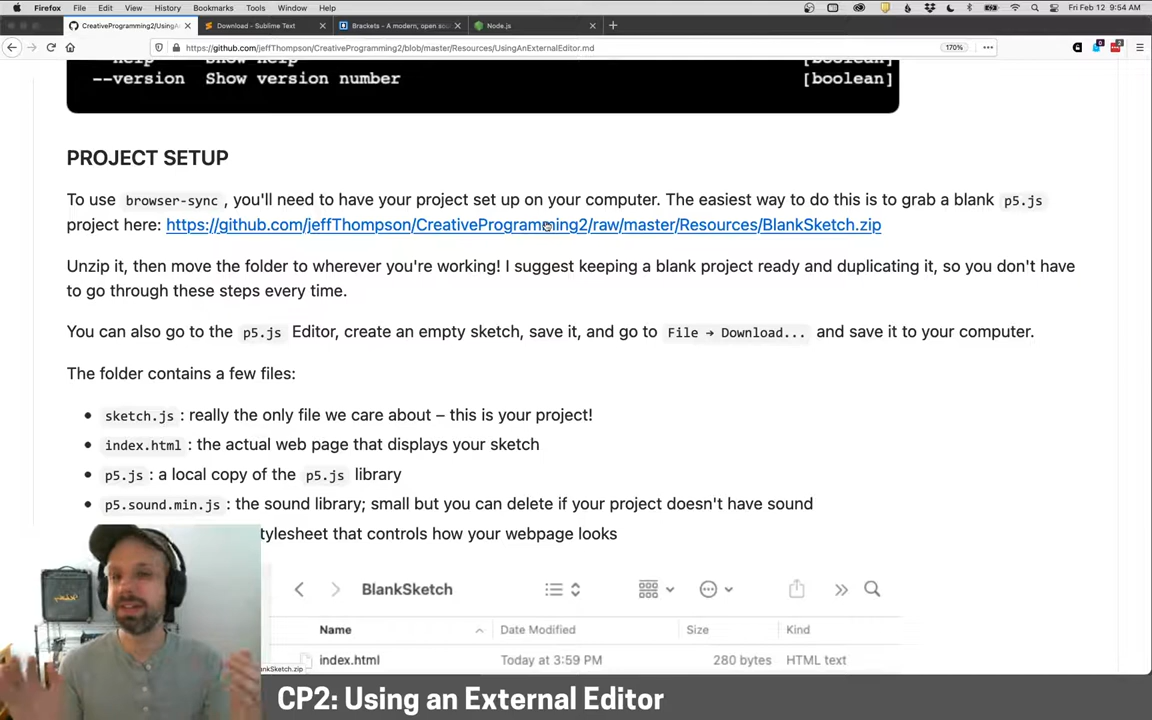 Firefox File Edit View History Bookmarks Tools Window Help Fri Feb 12 9:54 AM
CreativeProgramming2/UsingAn Download - Sublime Text Brackets - A modern, open sou Node.js
https://github.com/jeffThompson/CreativeProgramming2/blob/master/Resources/UsingAnExternalEditor.md 170%
--help Show help [boolean]
--version Show version number [boolean]
PROJECT SETUP
To use browser-sync , you'll need to have your project set up on your computer. The easiest way to do this is to grab a blank p5.js
project here: https://github.com/jeffThompson/CreativeProgramming2/raw/master/Resources/BlankSketch.zip
Unzip it, then move the folder to wherever you're working! I suggest keeping a blank project ready and duplicating it, so you don't have
to go through these steps every time.
You can also go to the p5.js Editor, create an empty sketch, save it, and go to File → Download... and save it to your computer.
The folder contains a few files:
• sketch.js : really the only file we care about – this is your project!
• index.html : the actual web page that displays your sketch
• p5.js : a local copy of the p5.js library
• p5.sound.min.js : the sound library; small but you can delete if your project doesn't have sound
tylesheet that controls how your webpage looks
BlankSketch
Name Date Modified Size Kind
index.html Today at 3:59 PM 280 bytes HTML text
ankSketch.zip
CP2: Using an External Editor